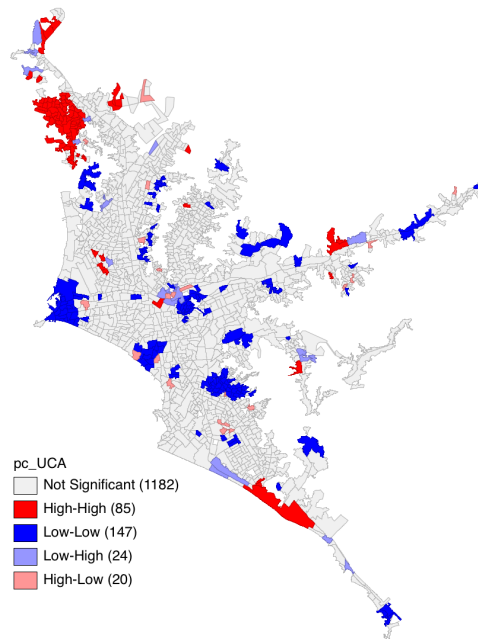 pc_UCA
Not Significant (1182)
High-High (85)
Low-Low (147)
Low-High (24)
High-Low (20)